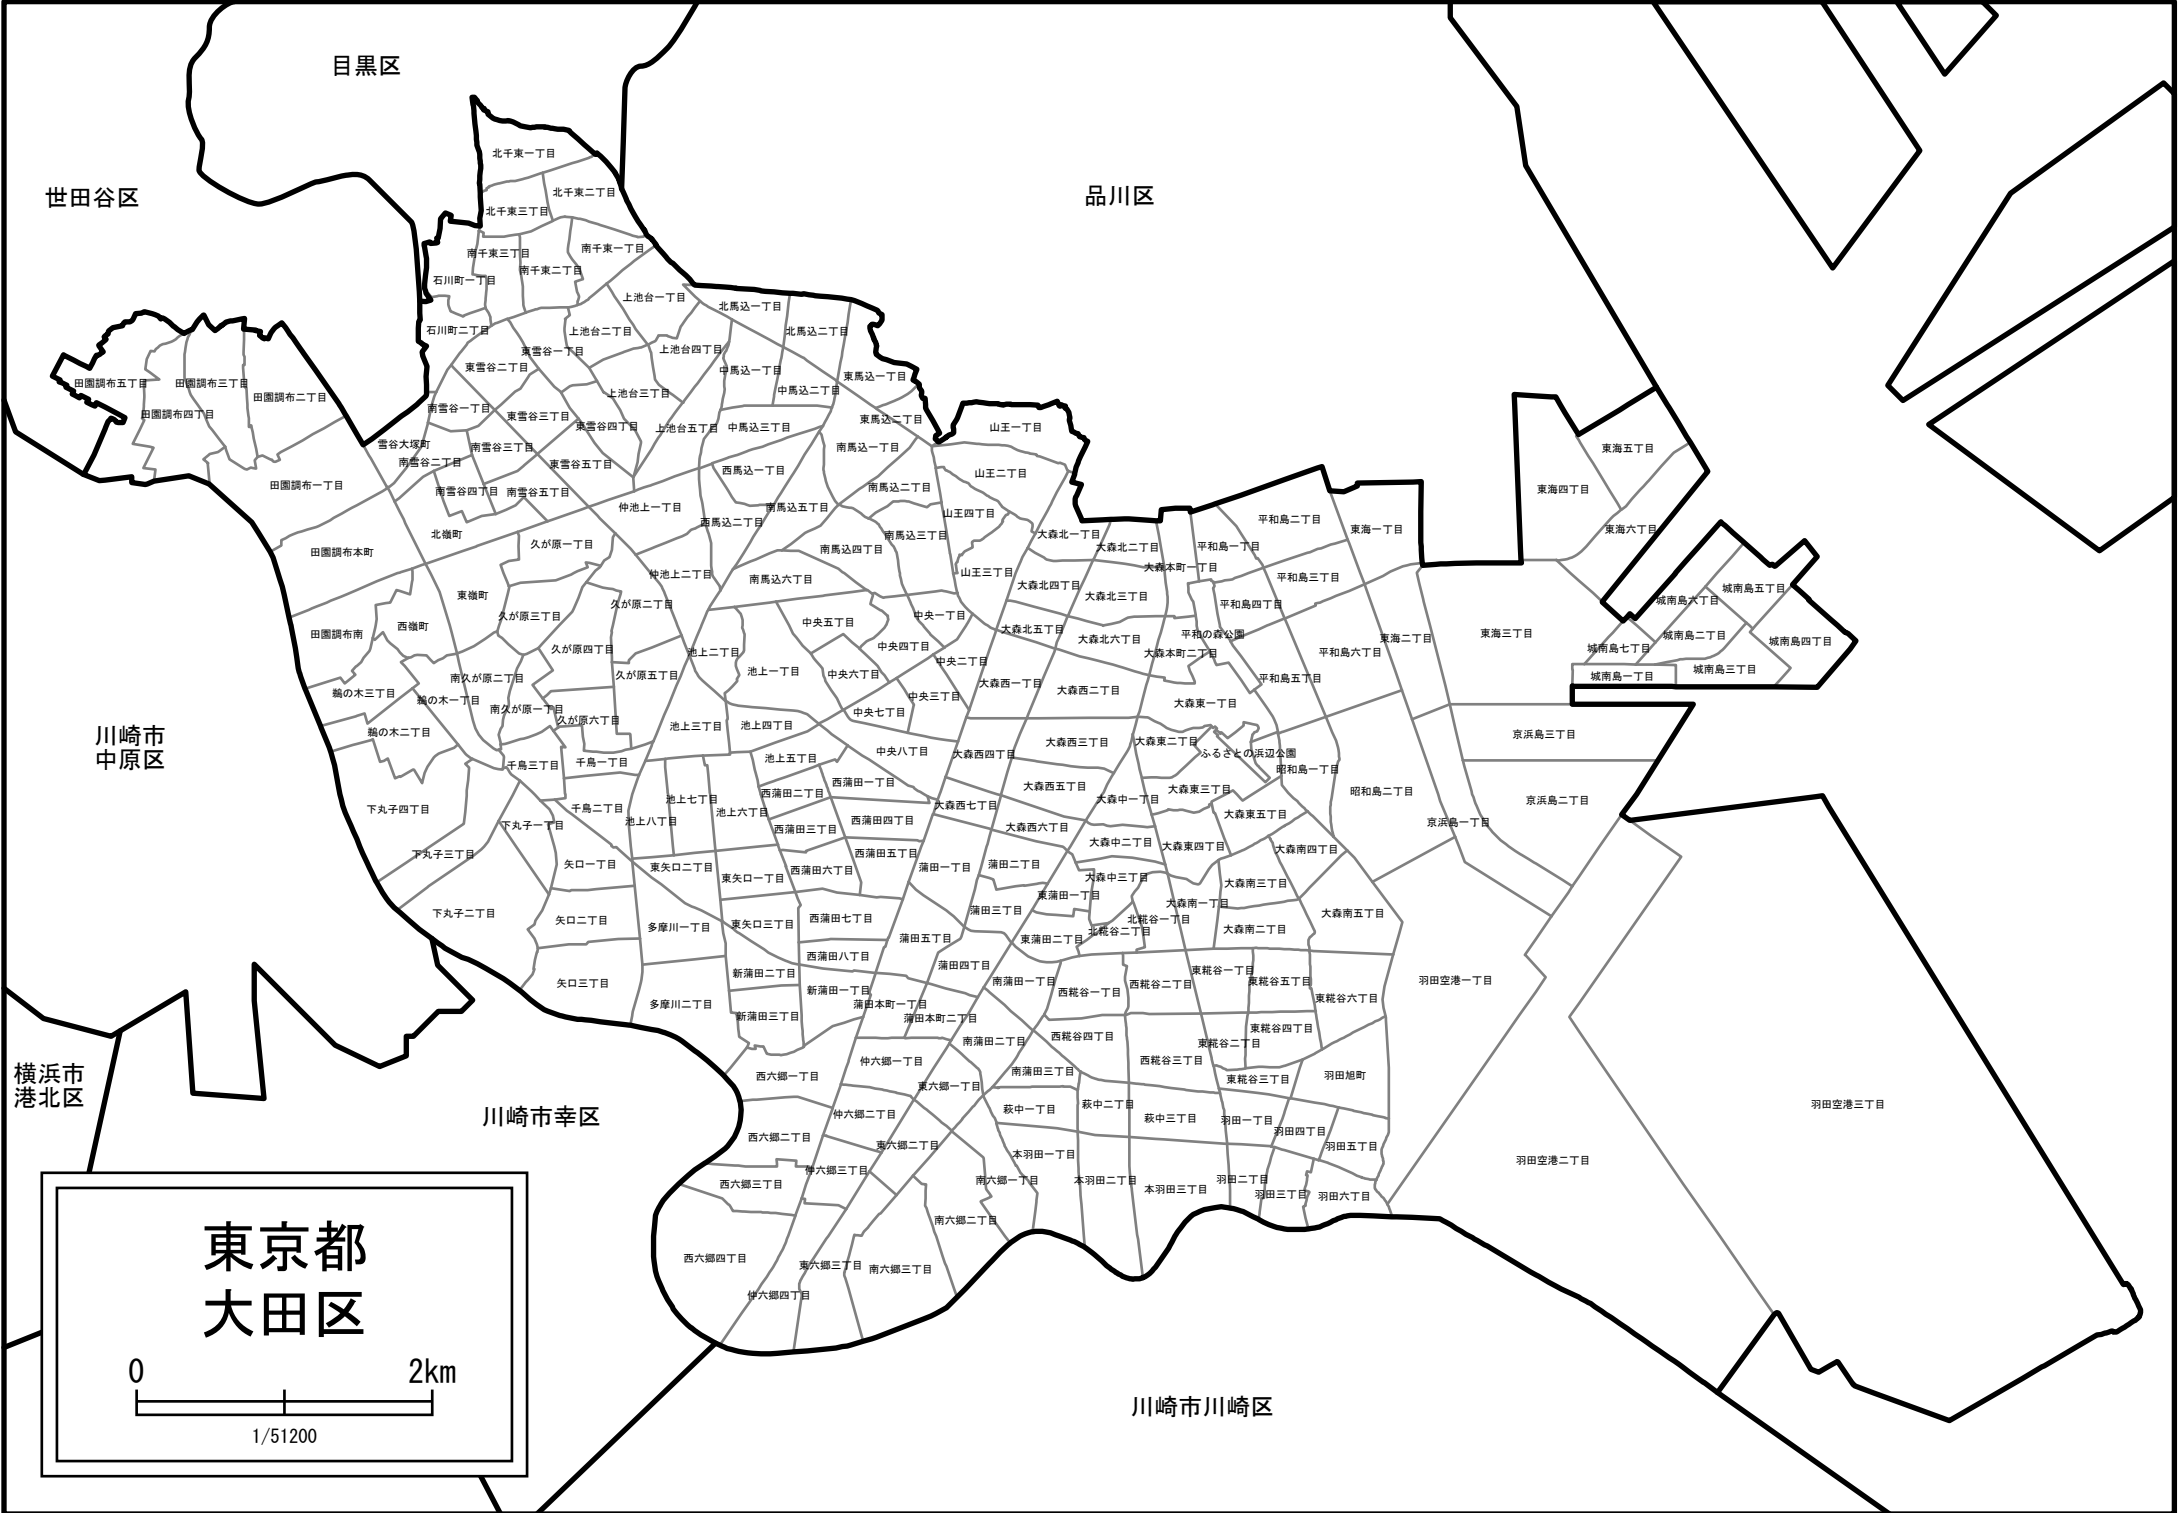 目黒区
世田谷区
品川区
北千束一丁目
北千束二丁目
北千束三丁目
南千束三丁目
南千束一丁目
南千束二丁目
石川町一丁目
上池台一丁目
北馬込一丁目
石川町二丁目
上池台二丁目
北馬込二丁目
東雪谷一丁目
上池台四丁目
東雪谷二丁目
中馬込一丁目
東馬込一丁目
田園調布五丁目
田園調布三丁目
中馬込二丁目
田園調布二丁目
上池台三丁目
南雪谷一丁目
田園調布四丁目
東雪谷三丁目
東馬込二丁目
東雪谷四丁目
上池台五丁目
中馬込三丁目
山王一丁目
雪谷大塚町
南雪谷三丁目
南馬込一丁目
東海五丁目
南雪谷二丁目
東雪谷五丁目
西馬込一丁目
山王二丁目
田園調布一丁目
南雪谷四丁目
南雪谷五丁目
南馬込二丁目
東海四丁目
仲池上一丁目
南馬込五丁目
山王四丁目
西馬込二丁目
平和島二丁目
東海一丁目
東海六丁目
北嶺町
南馬込三丁目
大森北一丁目
久が原一丁目
大森北二丁目
平和島一丁目
田園調布本町
南馬込四丁目
大森本町一丁目
仲池上二丁目
南馬込六丁目
山王三丁目
平和島三丁目
大森北四丁目
城南島五丁目
東嶺町
大森北三丁目
城南島六丁目
久が原二丁目
平和島四丁目
久が原三丁目
中央一丁目
西嶺町
中央五丁目
大森北五丁目
田園調布南
平和の森公園
東海三丁目
城南島二丁目
大森北六丁目
東海二丁目
城南島四丁目
久が原四丁目
中央四丁目
城南島七丁目
池上二丁目
大森本町二丁目
平和島六丁目
中央二丁目
池上一丁目
中央六丁目
城南島三丁目
久が原五丁目
城南島一丁目
南久が原二丁目
平和島五丁目
大森西一丁目
鵜の木三丁目
大森西二丁目
中央三丁目
鵜の木一丁目
大森東一丁目
南久が原一丁目
中央七丁目
久が原六丁目
池上三丁目
池上四丁目
鵜の木二丁目
京浜島三丁目
川崎市
中原区
大森西三丁目
大森東二丁目
中央八丁目
大森西四丁目
ふるさとの浜辺公園
池上五丁目
千鳥三丁目
千鳥一丁目
昭和島一丁目
西蒲田一丁目
大森西五丁目
大森東三丁目
昭和島二丁目
西蒲田二丁目
池上七丁目
大森中一丁目
京浜島二丁目
大森西七丁目
下丸子四丁目
千鳥二丁目
池上六丁目
大森東五丁目
西蒲田四丁目
池上八丁目
京浜島一丁目
下丸子一丁目
大森西六丁目
西蒲田三丁目
大森中二丁目
大森東四丁目
大森南四丁目
下丸子三丁目
西蒲田五丁目
矢口一丁目
東矢口二丁目
蒲田一丁目
蒲田二丁目
西蒲田六丁目
東矢口一丁目
大森中三丁目
大森南三丁目
東蒲田一丁目
大森南一丁目
下丸子二丁目
蒲田三丁目
大森南五丁目
矢口二丁目
西蒲田七丁目
北糀谷一丁目
多摩川一丁目
東矢口三丁目
北糀谷二丁目
大森南二丁目
蒲田五丁目
東蒲田二丁目
西蒲田八丁目
蒲田四丁目
新蒲田二丁目
東糀谷一丁目
矢口三丁目
南蒲田一丁目
西糀谷二丁目
東糀谷五丁目
羽田空港一丁目
新蒲田一丁目
西糀谷一丁目
東糀谷六丁目
多摩川二丁目
蒲田本町一丁目
新蒲田三丁目
蒲田本町二丁目
東糀谷四丁目
西糀谷四丁目
南蒲田二丁目
東糀谷二丁目
仲六郷一丁目
西糀谷三丁目
南蒲田三丁目
横浜市
港北区
西六郷一丁目
羽田旭町
東糀谷三丁目
東六郷一丁目
川崎市幸区
萩中二丁目
羽田空港三丁目
萩中一丁目
仲六郷二丁目
萩中三丁目
羽田一丁目
羽田四丁目
西六郷二丁目
東六郷二丁目
羽田五丁目
本羽田一丁目
羽田空港二丁目
仲六郷三丁目
西六郷三丁目
南六郷一丁目
本羽田二丁目
羽田二丁目
本羽田三丁目
羽田三丁目
羽田六丁目
南六郷二丁目
東京都
大田区
西六郷四丁目
東六郷三丁目
南六郷三丁目
仲六郷四丁目
0 2km
1/51200
川崎市川崎区